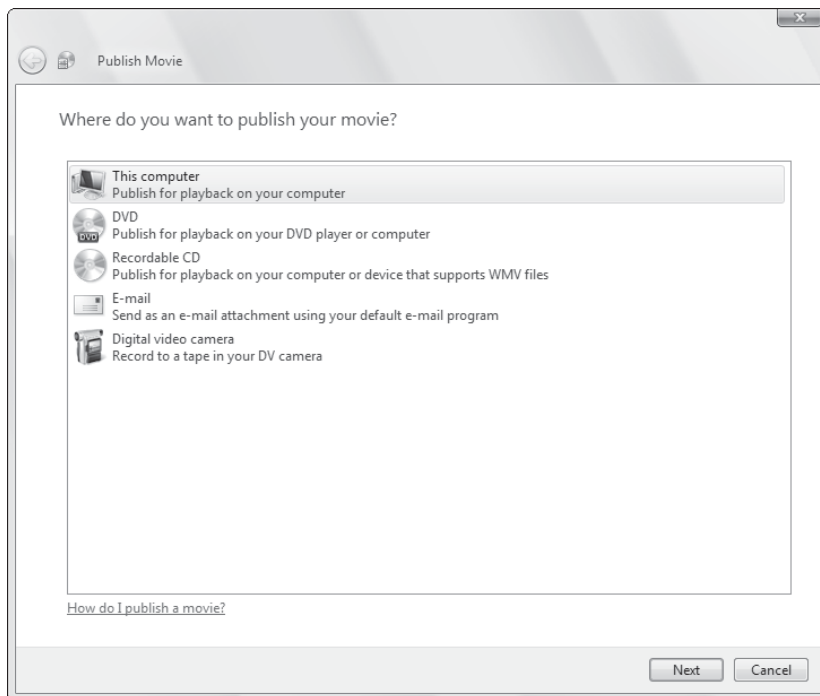 Publish Movie
Where do you want to publish your movie?
This computer
Publish for playback on your computer
DVD
DVD
Publish for playback on your DVD player or computer
Recordable CD
Publish for playback on your computer or device that supports WMV files
E-mail
Send as an e-mail attachment using your default e-mail program
Digital video camera
Record to a tape in your DV camera
How do I publish a movie?
Next
Cancel